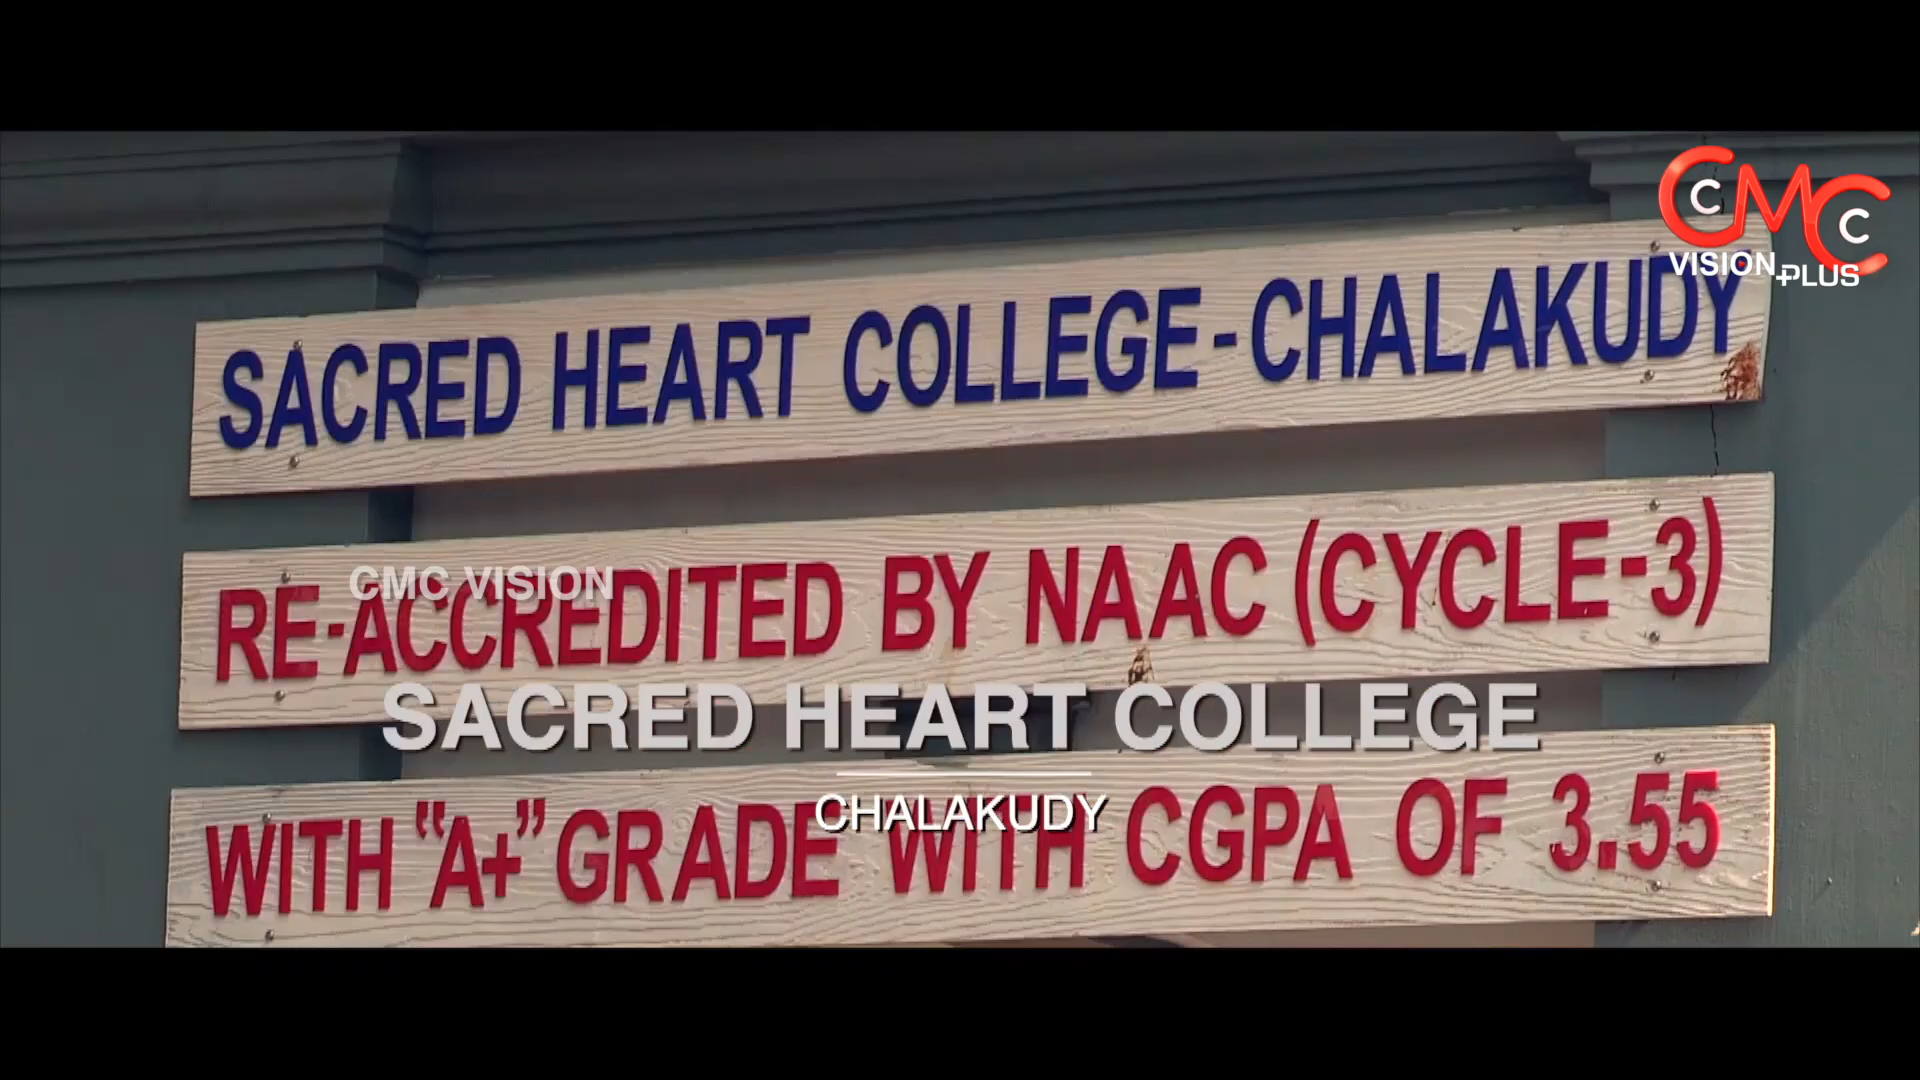 C C MC
VISION PLUS
SACRED HEART COLLEGE-CHALAKUDY
RE-ACCREDITED BY NAAC (CYCLE-3)
CMC VISION
SACRED HEART COLLEGE
CHALAKUDY
WITH "A+" GRADE WITH CGPA OF 3.55